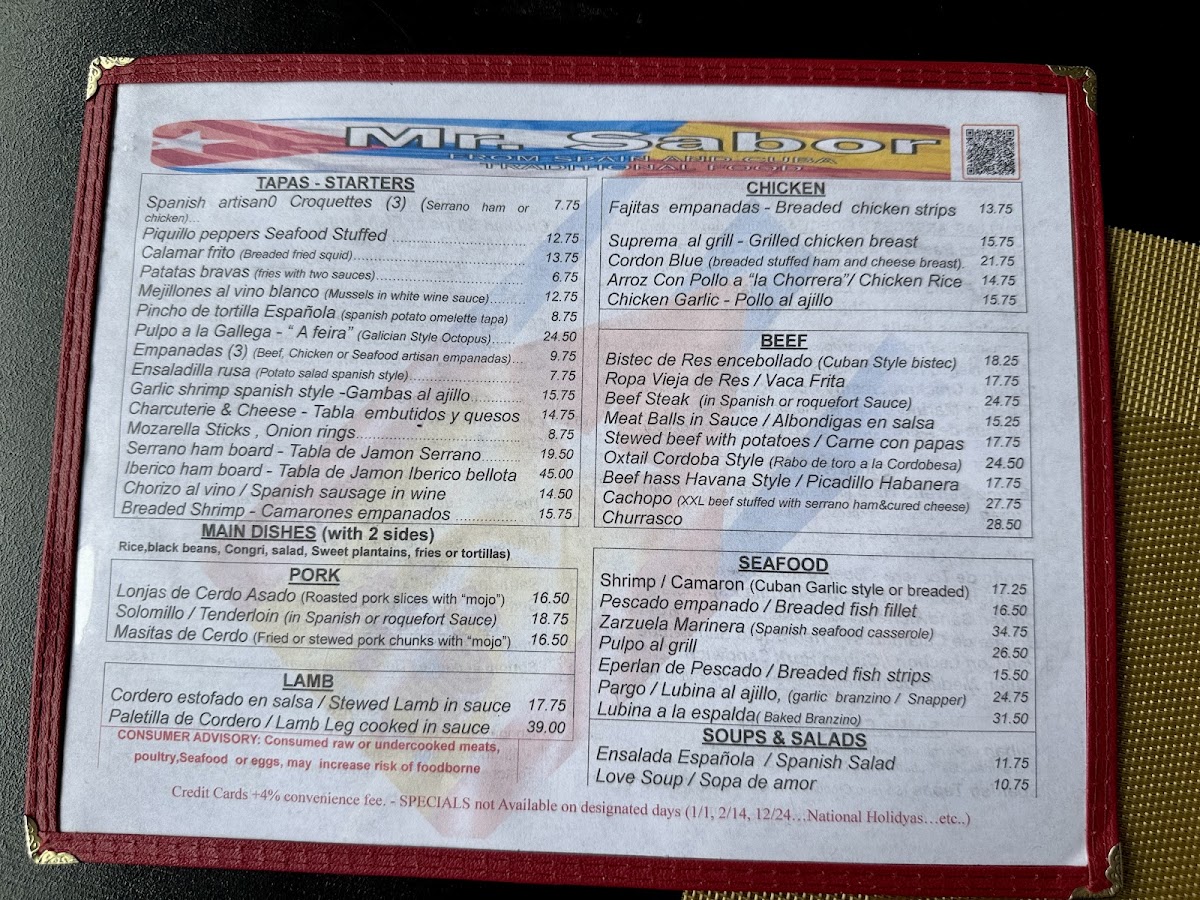 Mr. Sabor
FROM SPAIN AND CUBA
TRADITIONAL FOOD
TAPAS - STARTERS
Spanish artisan0 Croquettes (3) (Serrano ham or 7.75
chicken)...
Piquillo peppers Seafood Stuffed .......................... 12.75
Calamar frito (Breaded fried squid)............................ 13.75
Patatas bravas (fries with two sauces)......................... 6.75
Mejillones al vino blanco (Mussels in white wine sauce)......... 12.75
Pincho de tortilla Española (spanish potato omelette tapa) 8.75
Pulpo a la Gallega - “ A feira” (Galician Style Octopus)...... 24.50
Empanadas (3) (Beef, Chicken or Seafood artisan empanadas)... 9.75
Ensaladilla rusa (Potato salad spanish style)...................... 7.75
Garlic shrimp spanish style -Gambas al ajillo.......... 15.75
Charcuterie & Cheese - Tabla embutidos y quesos 14.75
Mozarella Sticks , Onion rings................................ 8.75
Serrano ham board - Tabla de Jamon Serrano......... 19.50
Iberico ham board - Tabla de Jamon Iberico bellota 45.00
Chorizo al vino / Spanish sausage in wine 14.50
Breaded Shrimp - Camarones empanados ............. 15.75
MAIN DISHES (with 2 sides)
Rice,black beans, Congri, salad, Sweet plantains, fries or tortillas)
PORK
Lonjas de Cerdo Asado (Roasted pork slices with “mojo”) 16.50
Solomillo / Tenderloin (in Spanish or roquefort Sauce) 18.75
Masitas de Cerdo (Fried or stewed pork chunks with “mojo”) 16.50
LAMB
Cordero estofado en salsa / Stewed Lamb in sauce 17.75
Paletilla de Cordero / Lamb Leg cooked in sauce 39.00
CONSUMER ADVISORY: Consumed raw or undercooked meats,
poultry,Seafood or eggs, may increase risk of foodborne
CHICKEN
Fajitas empanadas - Breaded chicken strips 13.75
Suprema al grill - Grilled chicken breast 15.75
Cordon Blue (breaded stuffed ham and cheese breast). 21.75
Arroz Con Pollo a “la Chorrera”/ Chicken Rice 14.75
Chicken Garlic - Pollo al ajillo 15.75
BEEF
Bistec de Res encebollado (Cuban Style bistec) 18.25
Ropa Vieja de Res / Vaca Frita 17.75
Beef Steak (in Spanish or roquefort Sauce) 24.75
Meat Balls in Sauce / Albondigas en salsa 15.25
Stewed beef with potatoes / Carne con papas 17.75
Oxtail Cordoba Style (Rabo de toro a la Cordobesa) 24.50
Beef hass Havana Style / Picadillo Habanera 17.75
Cachopo (XXL beef stuffed with serrano ham&cured cheese) 27.75
Churrasco 28.50
SEAFOOD
Shrimp / Camaron (Cuban Garlic style or breaded) 17.25
Pescado empanado / Breaded fish fillet 16.50
Zarzuela Marinera (Spanish seafood casserole) 34.75
Pulpo al grill 26.50
Eperlan de Pescado / Breaded fish strips 15.50
Pargo / Lubina al ajillo, (garlic branzino / Snapper) 24.75
Lubina a la espalda( Baked Branzino) 31.50
SOUPS & SALADS
Ensalada Española / Spanish Salad 11.75
Love Soup / Sopa de amor 10.75
Credit Cards +4% convenience fee. - SPECIALS not Available on designated days (1/1, 2/14, 12/24…National Holidyas…etc..)